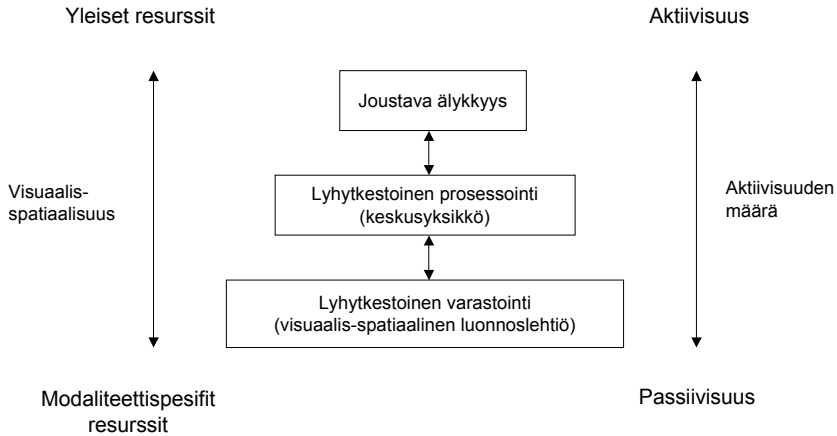 Yleiset resurssit
Aktiivisuus
Joustava älykkyys
Visuaalis-
spatiaalisuus
Lyhytkestoinen prosessointi
(keskusyksikkö)
Aktiivisuuden
määrä
Lyhytkestoinen varastointi
(visuaalis-spatiaalinen luonnoslehtiö)
Modaliteettispesifit
resurssit
Passiivisuus